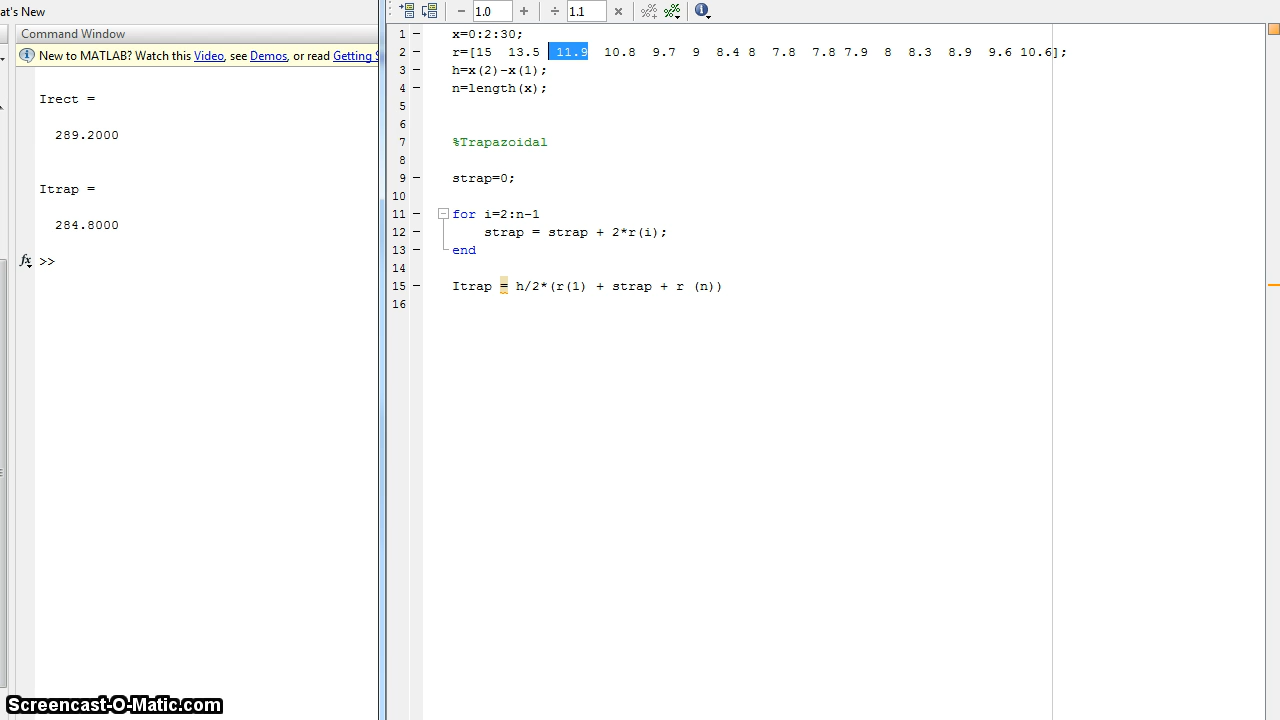 at's New
Command Window
New to MATLAB? Watch this Video, see Demos, or read Getting S
Irect =
289.2000
Itrap =
284.8000
fx >>
1.0
1.1
1 x=0:2:30;
2 r=[15 13.5 11.9 10.8 9.7 9 8.4 8 7.8 7.8 7.9 8 8.3 8.9 9.6 10.6];
3 h=x(2)-x(1);
4 n=length(x);
5
6
7 %Trapazoidal
8
9 strap=0;
10
11 for i=2:n-1
12 strap = strap + 2*r(i);
13 end
14
15 Itrap = h/2*(r(1) + strap + r (n))
16
Screencast-O-Matic.com